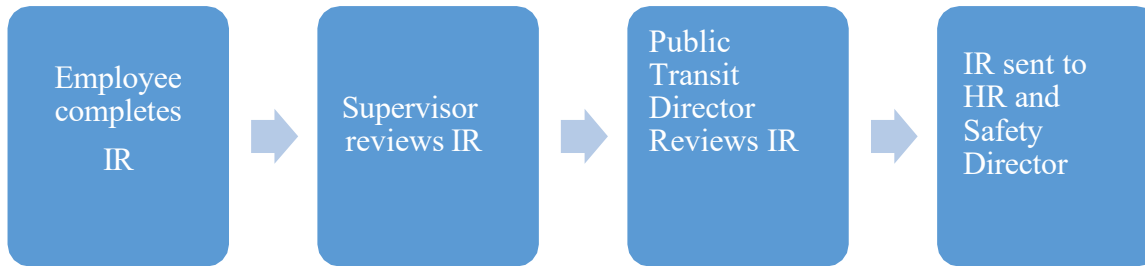 Employee
completes
IR
Supervisor
reviews IR
Public
Transit
Director
Reviews IR
IR sent to
HR and
Safety
Director